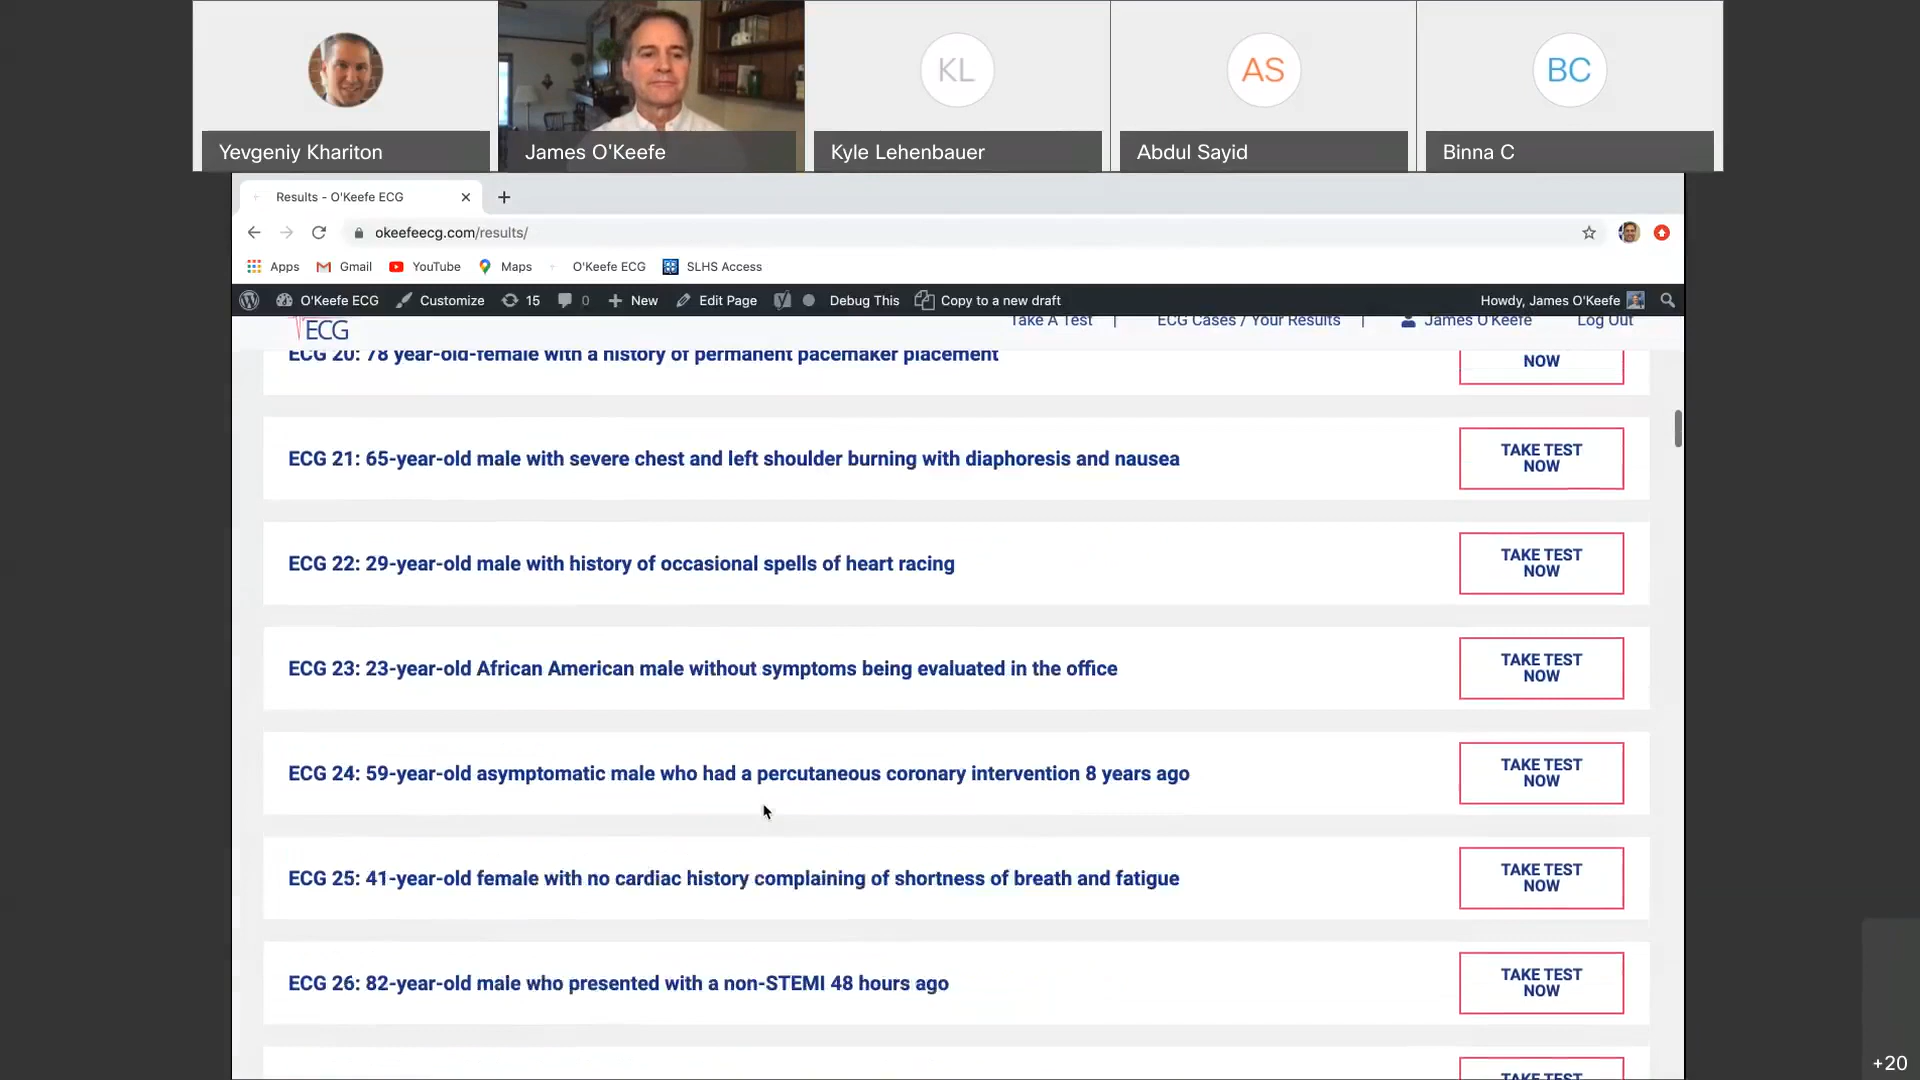 KL
AS
BC
Yevgeniy Khariton
James O'Keefe
Kyle Lehenbauer
Abdul Sayid
Binna C
Results - O'Keefe ECG
okeefeecg.com/results/
Apps
Gmail
YouTube
Maps
O'Keefe ECG
SLHS Access
O'Keefe ECG
Customize
15
0
New
Edit Page
Debug This
Copy to a new draft
Howdy, James O'Keefe
ECG
Take A Test |
ECG Cases / Your Results |
James O'Keefe
Log Out
ECG 20: 78 year-old-female with a history of permanent pacemaker placement
NOW
ECG 21: 65-year-old male with severe chest and left shoulder burning with diaphoresis and nausea
TAKE TEST
NOW
ECG 22: 29-year-old male with history of occasional spells of heart racing
TAKE TEST
NOW
ECG 23: 23-year-old African American male without symptoms being evaluated in the office
TAKE TEST
NOW
ECG 24: 59-year-old asymptomatic male who had a percutaneous coronary intervention 8 years ago
TAKE TEST
NOW
ECG 25: 41-year-old female with no cardiac history complaining of shortness of breath and fatigue
TAKE TEST
NOW
ECG 26: 82-year-old male who presented with a non-STEMI 48 hours ago
TAKE TEST
NOW
TAKE TEST
+20